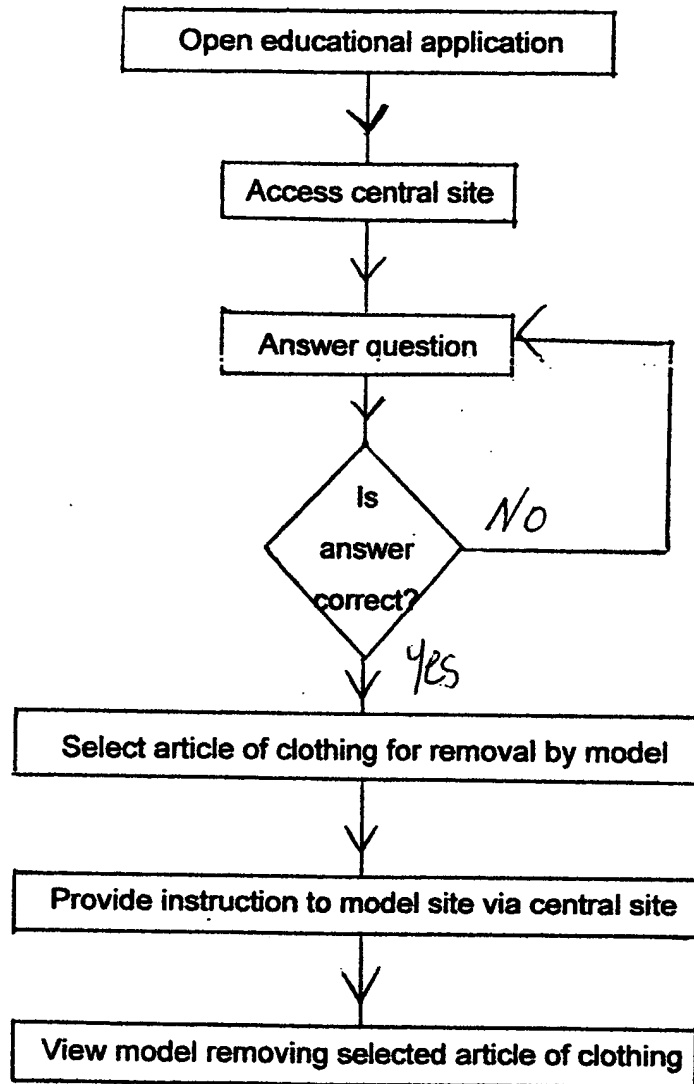 Open educational application
Access central site
Answer question
Is
answer
correct?
No
yes
Select article of clothing for removal by model
Provide instruction to model site via central site
View model removing selected article of clothing